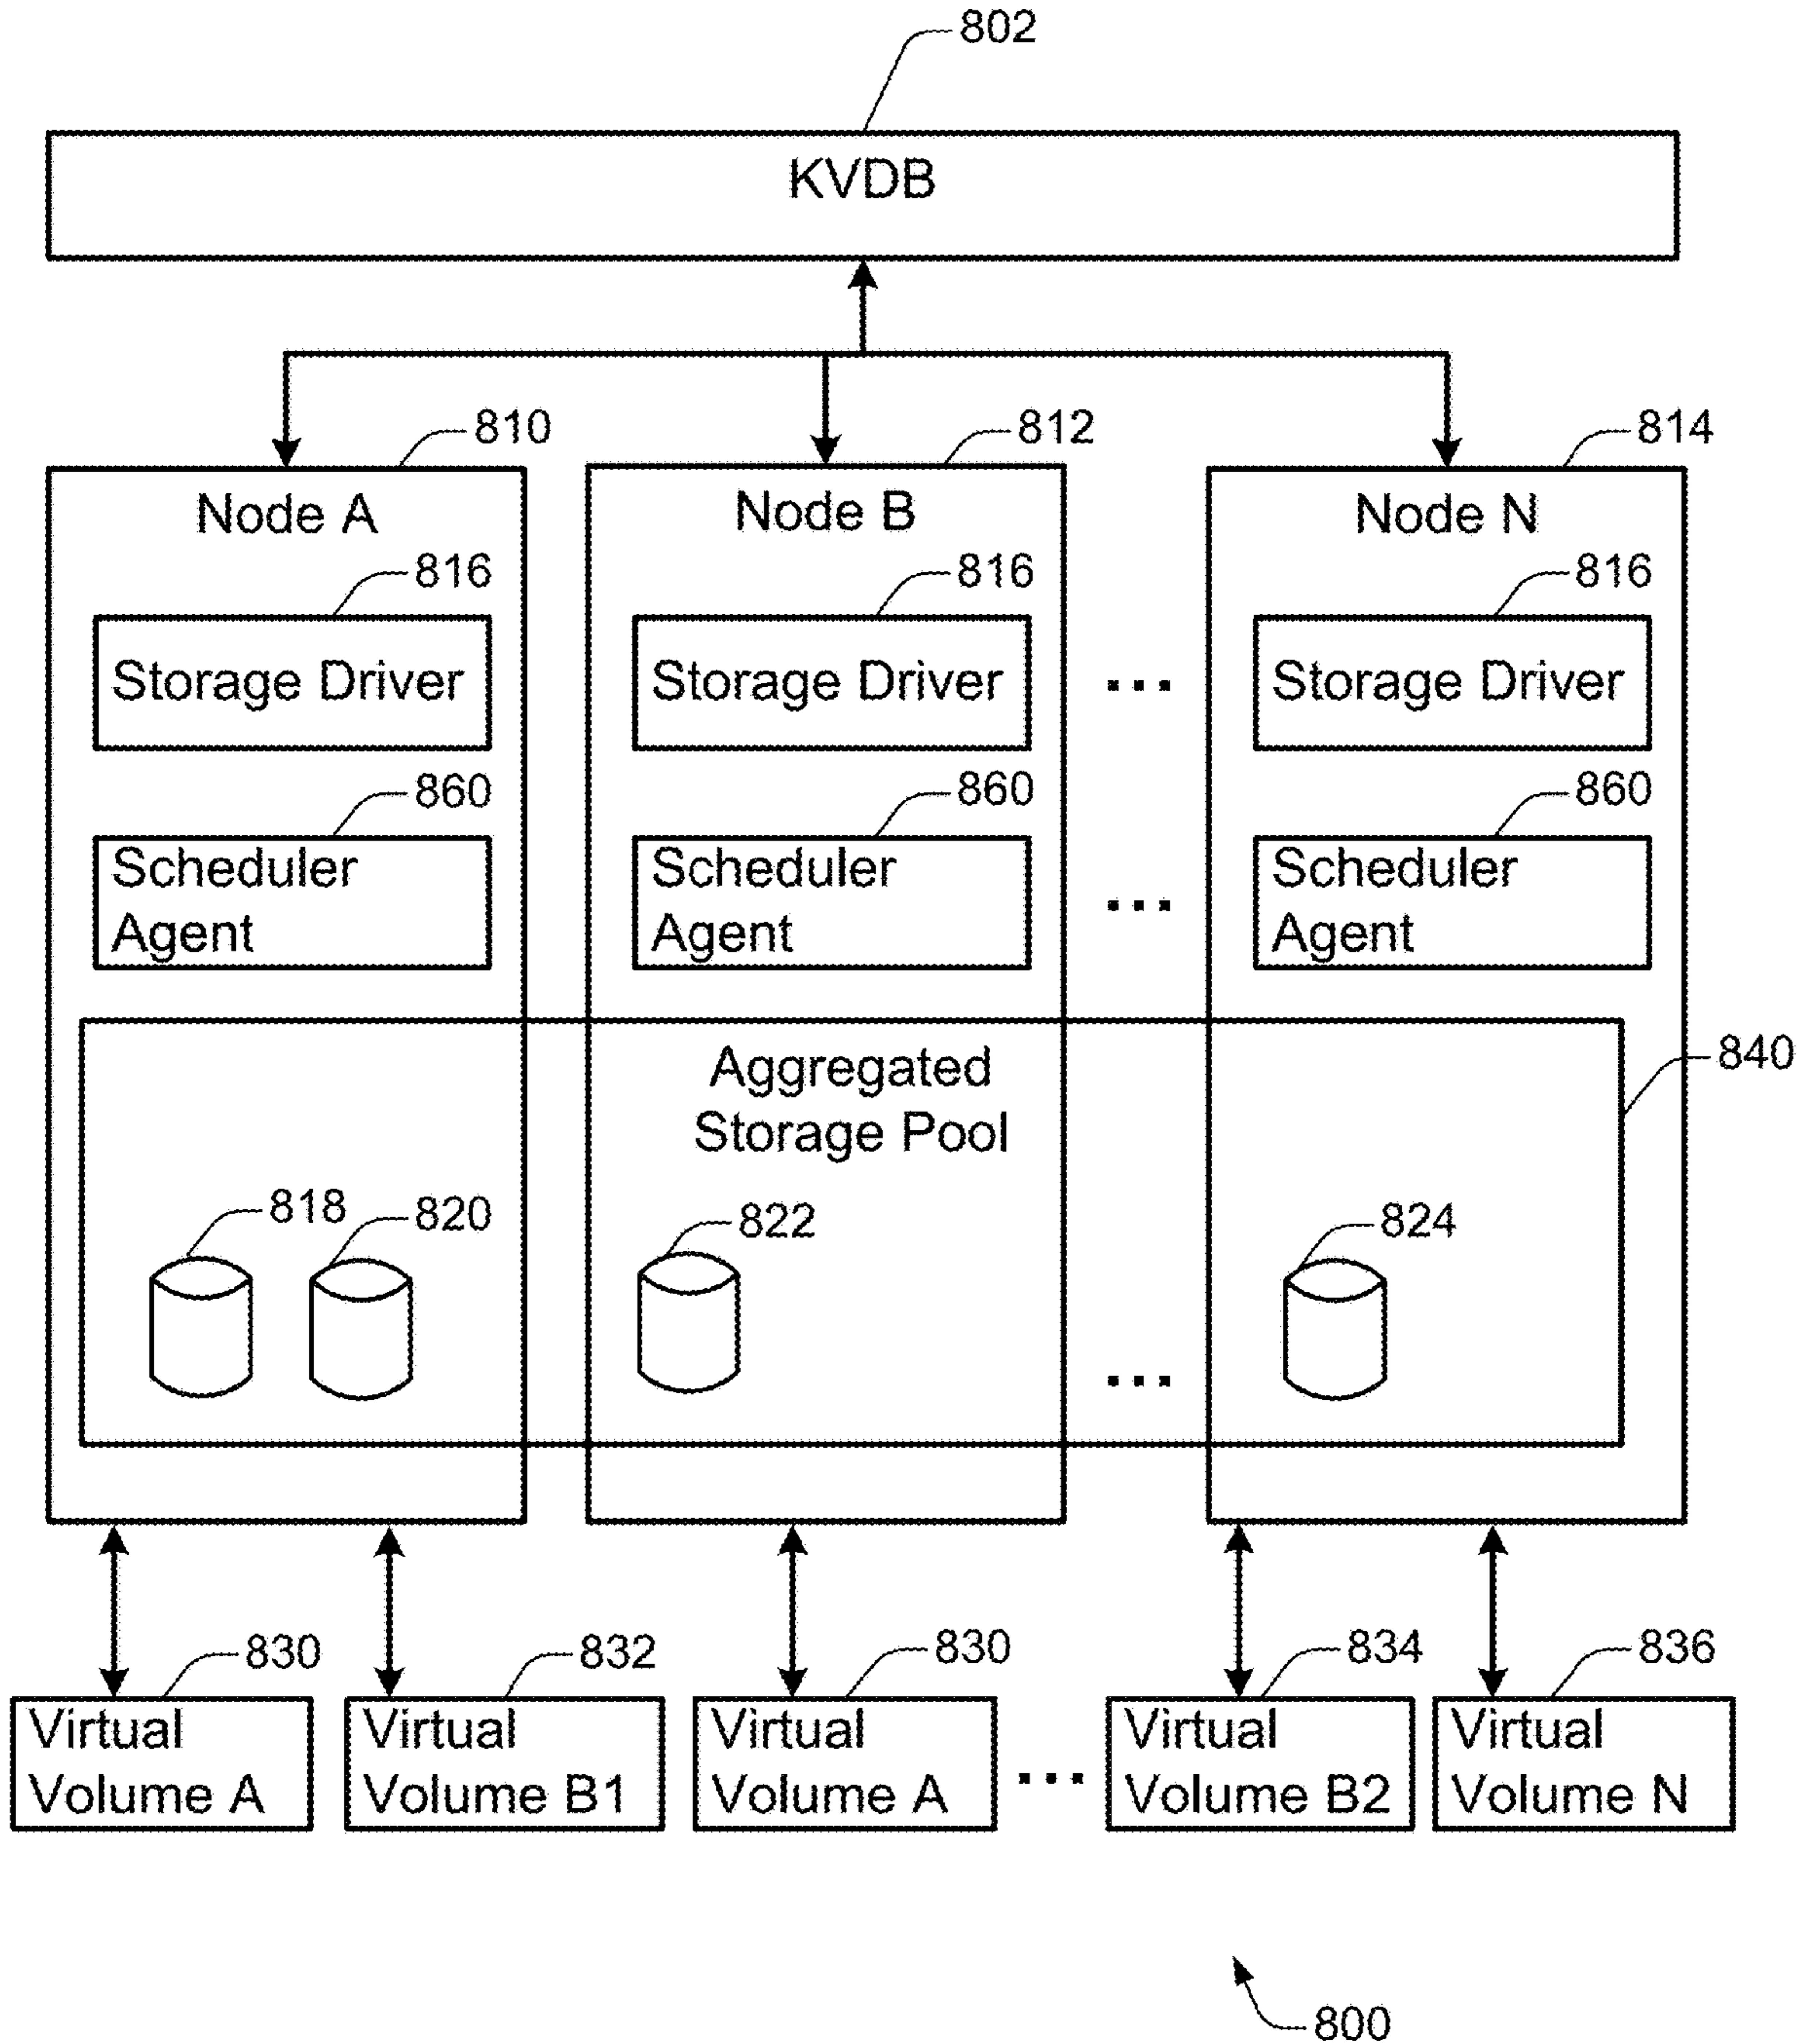 802
KVDB
810
812
814
Node A
Node B
Node N
816
816
816
Storage Driver
Storage Driver
...
Storage Driver
860
860
860
Scheduler
Agent
Scheduler
Agent
...
Scheduler
Agent
Aggregated
Storage Pool
840
818
820
822
824
...
830
832
830
834
836
Virtual
Volume A
Virtual
Volume B1
Virtual
Volume A
...
Virtual
Volume B2
Virtual
Volume N
800